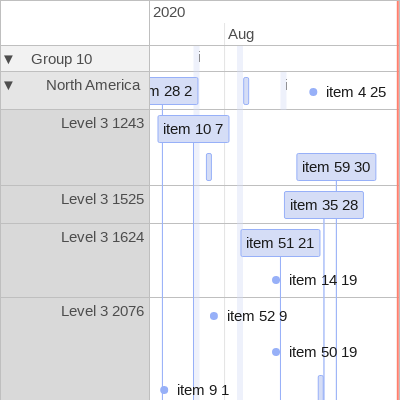 2020
Aug
▼ Group 10
i
▼ North America
m 28 2
i
item 4 25
Level 3 1243
item 10 7
item 59 30
Level 3 1525
item 35 28
Level 3 1624
item 51 21
item 14 19
Level 3 2076
item 52 9
item 50 19
item 9 1